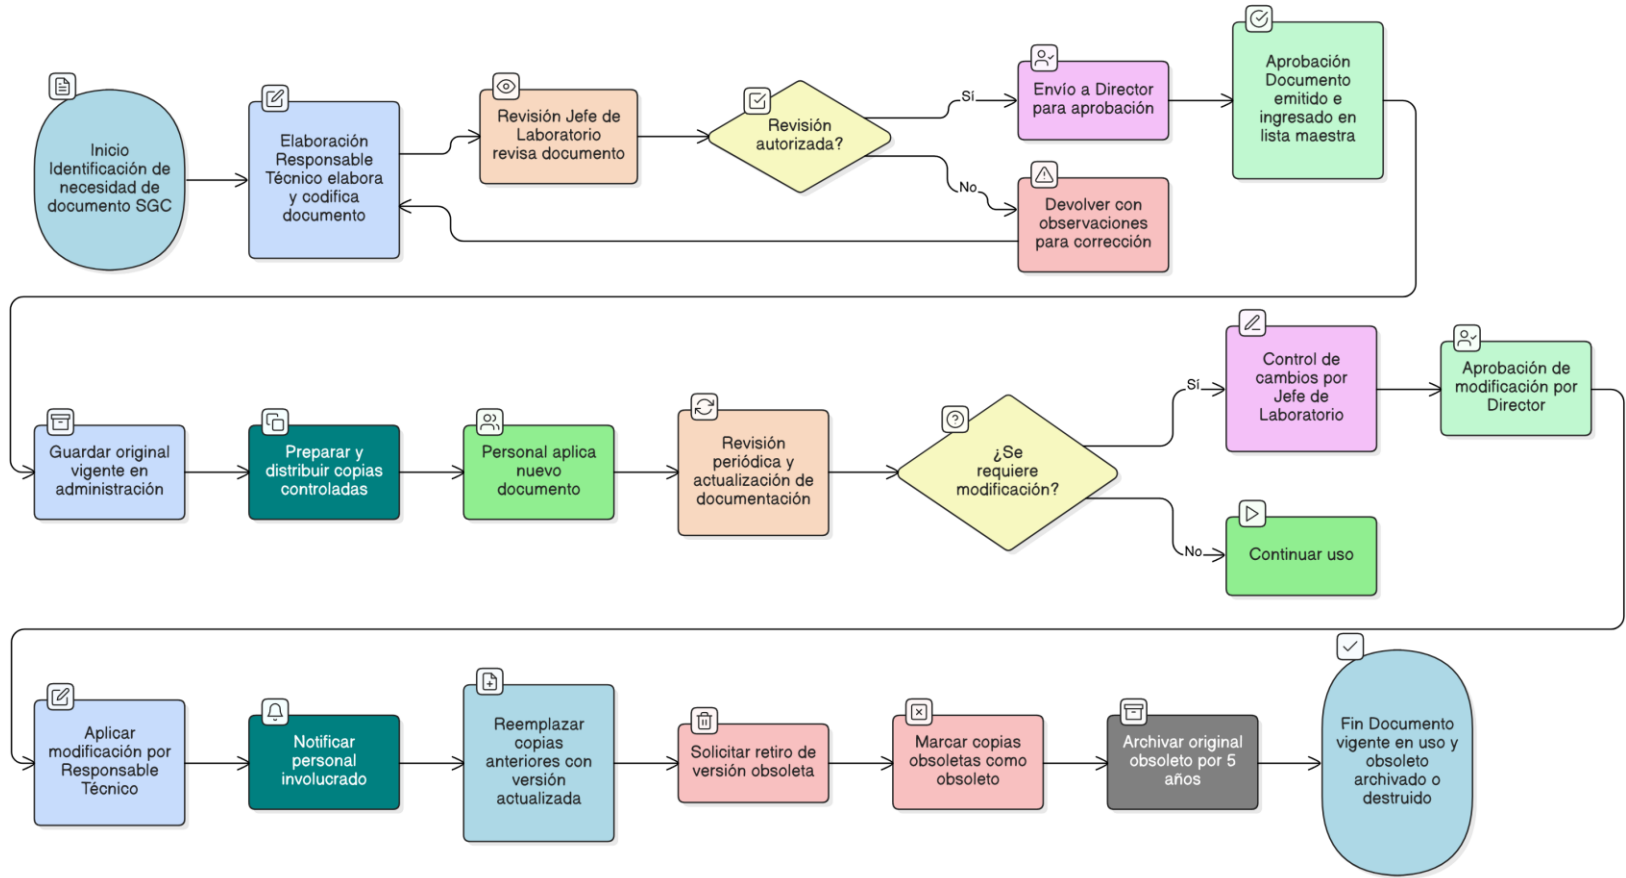 Inicio
Identificación de
necesidad de
documento SGC
Elaboración
Responsable
Técnico elabora
y codifica
documento
Revisión Jefe de
Laboratorio
revisa documento
Revisión
autorizada?
Sí
No
Envío a Director
para aprobación
Devolver con
observaciones
para corrección
Aprobación
Documento
emitido e
ingresado en
lista maestra
Guardar original
vigente en
administración
Preparar y
distribuir copias
controladas
Personal aplica
nuevo
documento
Revisión
periódica y
actualización de
documentación
¿Se
requiere
modificación?
Sí
No
Control de
cambios por
Jefe de
Laboratorio
Continuar uso
Aprobación de
modificación por
Director
Aplicar
modificación por
Responsable
Técnico
Notificar
personal
involucrado
Reemplazar
copias
anteriores con
versión
actualizada
Solicitar retiro de
versión obsoleta
Marcar copias
obsoletas como
obsoleto
Archivar original
obsoleto por 5
años
Fin Documento
vigente en uso y
obsoleto
archivado o
destruido